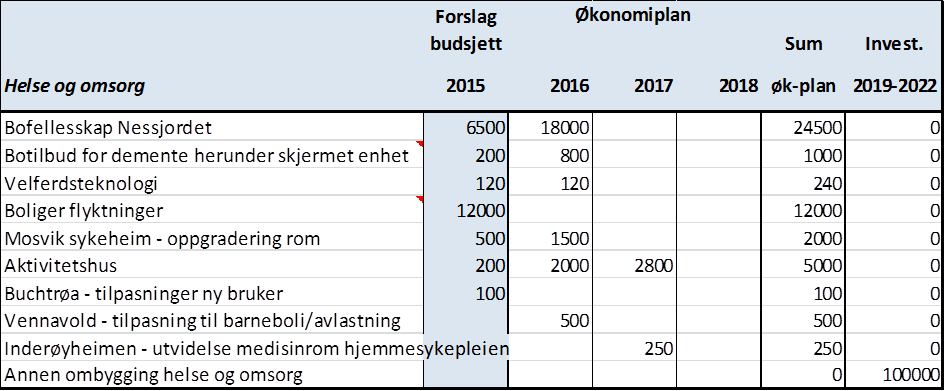 Forslag Økonomiplan
budsjett Sum Invest.
Helse og omsorg 2015 2016 2017 2018 øk-plan 2019-2022
Bofellesskap Nessjordet 6500 18000 24500 0
Botilbud for demente herunder skjermet enhet 200 800 1000 0
Velferdsteknologi 120 120 240 0
Boliger flyktninger 12000 12000 0
Mosvik sykeheim - oppgradering rom 500 1500 2000 0
Aktivitetshus 200 2000 2800 5000 0
Buchtrøa - tilpasninger ny bruker 100 100 0
Vennavold - tilpasning til barneboli/avlastning 500 500 0
Inderøyheimen - utvidelse medisinrom hjemmesykepleien 250 250 0
Annen ombygging helse og omsorg 0 100000